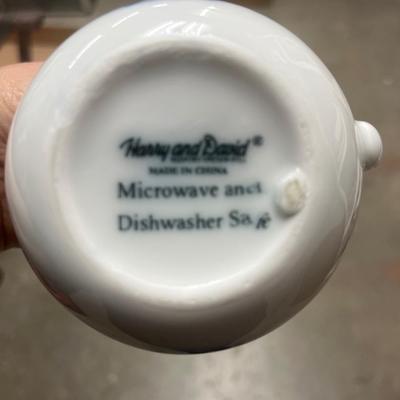 Harry and David®
MADE IN CHINA
Microwave and
Dishwasher Safe